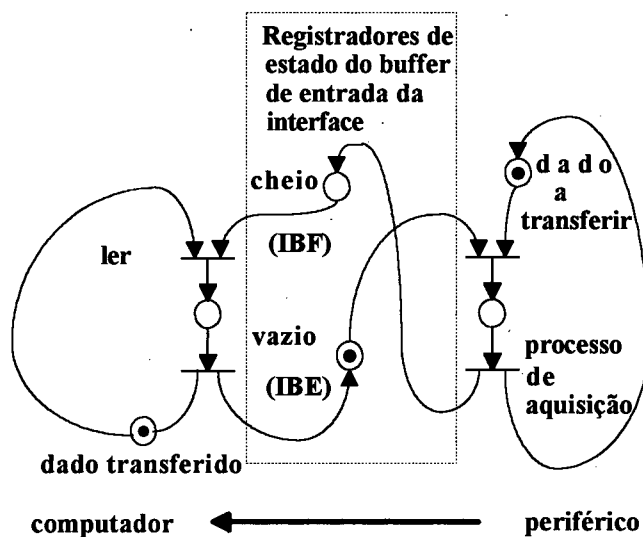 Registradores de
estado do buffer
de entrada da
interface
cheio
dado
a
transferir
ler
(IBF)
vazio
(IBE)
processo
de
aquisição
dado transferido
computador
periférico